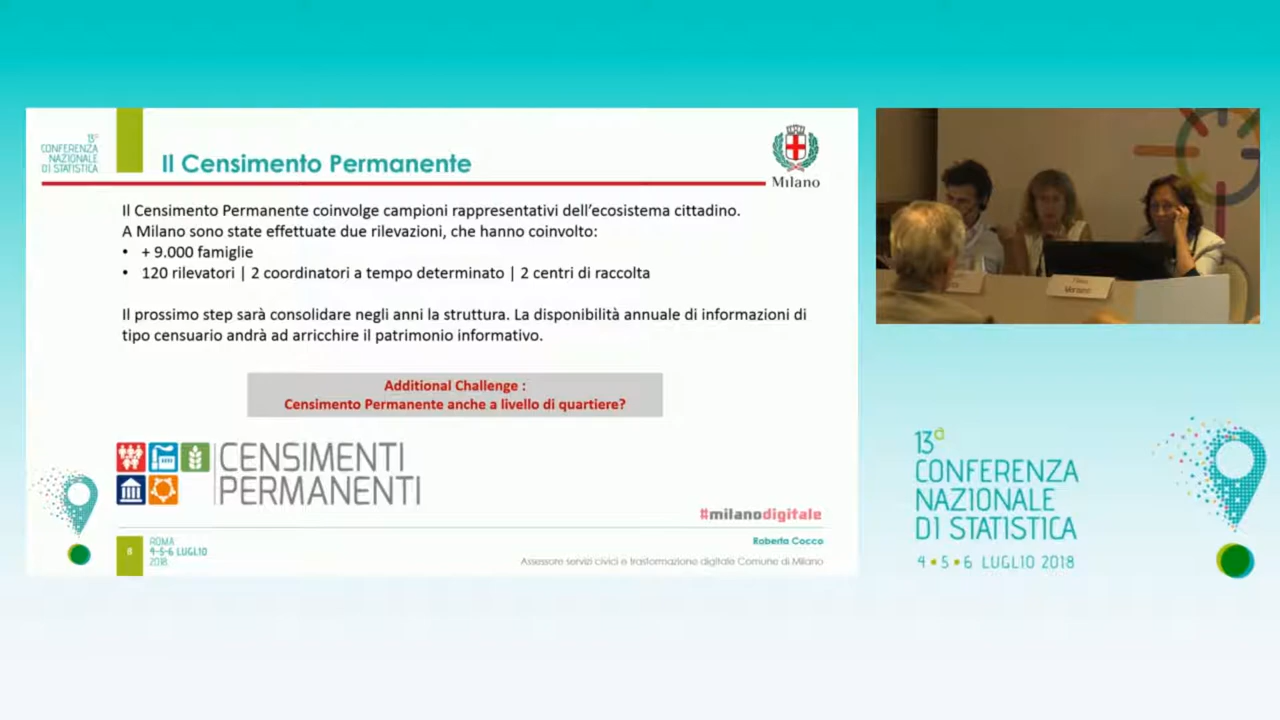 13ª
CONFERENZA
NAZIONALE
DI STATISTICA
Il Censimento Permanente
Milano
Il Censimento Permanente coinvolge campioni rappresentativi dell'ecosistema cittadino.
A Milano sono state effettuate due rilevazioni, che hanno coinvolto:
• + 9.000 famiglie
• 120 rilevatori | 2 coordinatori a tempo determinato | 2 centri di raccolta
Il prossimo step sarà consolidare negli anni la struttura. La disponibilità annuale di informazioni di
tipo censuario andrà ad arricchire il patrimonio informativo.
Additional Challenge :
Censimento Permanente anche a livello di quartiere?
CENSIMENTI
PERMANENTI
#milanodigitale
8
ROMA
4-5-6 LUGLIO
2018
Roberta Cocco
Assessore servizi civici e trasformazione digitale Comune di Milano
13ª
CONFERENZA
NAZIONALE
DI STATISTICA
4 • 5 • 6 LUGLIO 2018